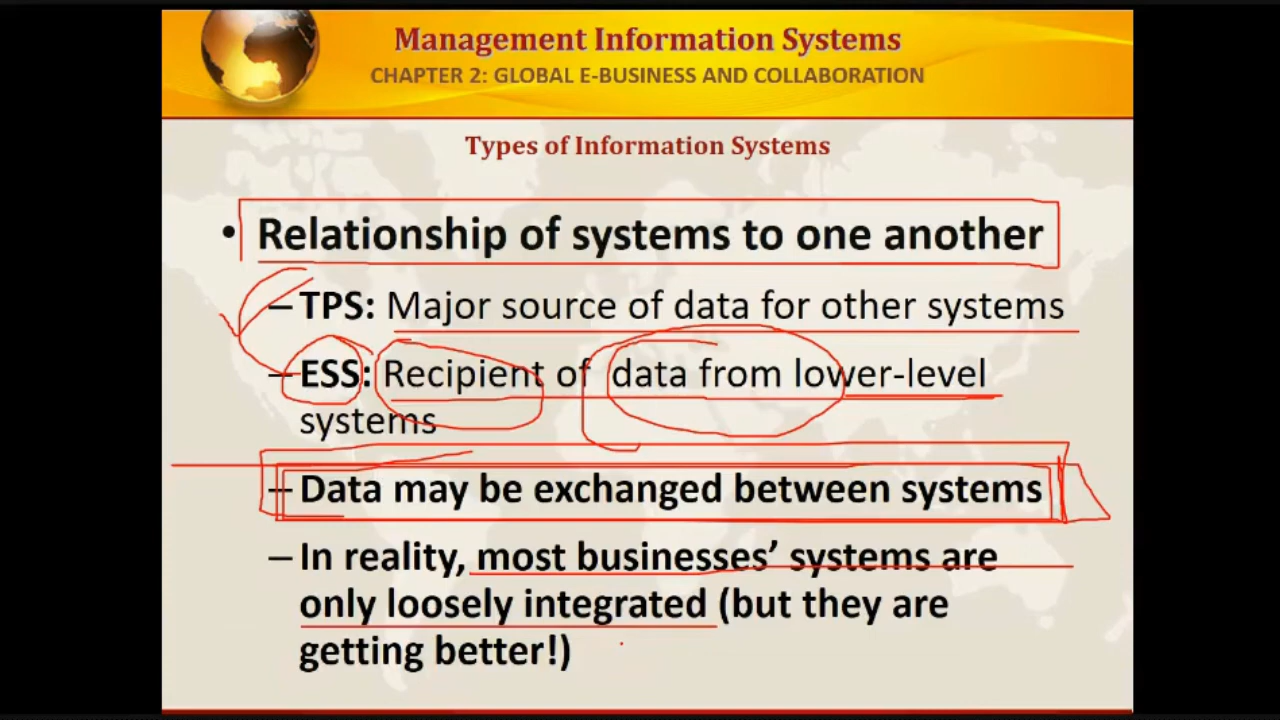 Management Information Systems
CHAPTER 2: GLOBAL E-BUSINESS AND COLLABORATION
Types of Information Systems
• Relationship of systems to one another
– TPS: Major source of data for other systems
– ESS: Recipient of data from lower-level
systems
– Data may be exchanged between systems
– In reality, most businesses’ systems are
only loosely integrated (but they are
getting better!)